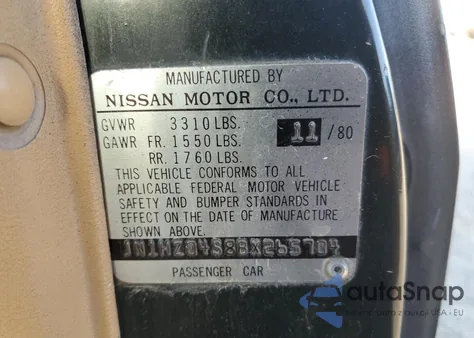 MANUFACTURED BY
NISSAN MOTOR CO., LTD.
GVWR 3310 LBS. 11/80
GAWR FR. 1550 LBS.
RR. 1760 LBS.
THIS VEHICLE CONFORMS TO ALL
APPLICABLE FEDERAL MOTOR VEHICLE
SAFETY AND BUMPER STANDARDS IN
EFFECT ON THE DATE OF MANUFACTURE
SHOWN ABOVE.
PASSENGER CAR
autoSnap
z USA - EU